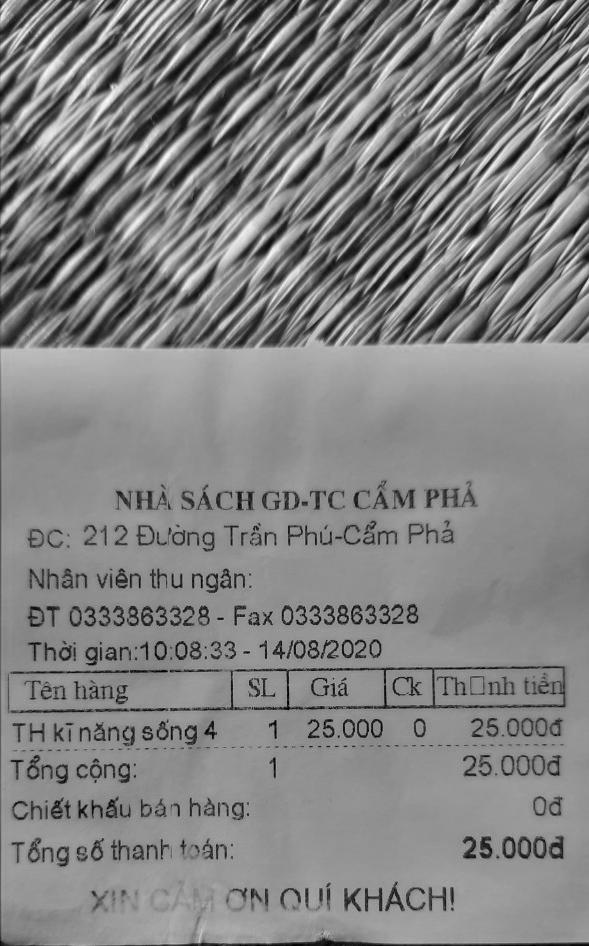 NHÀ SÁCH GD-TC CẨM PHẢ
ĐC: 212 Đường Trần Phú-Cẩm Phả
Nhân viên thu ngân:
ĐT 0333863328 - Fax 0333863328
Thời gian:10:08:33 - 14/08/2020
Tên hàng SL Giá Ck Th□nh tiền
TH kĩ năng sống 4 1 25.000 0 25.000đ
Tổng cộng: 1 25.000đ
Chiết khấu bán hàng: 0đ
Tổng số thanh toán: 25.000đ
XIN CẢM ƠN QUÍ KHÁCH!